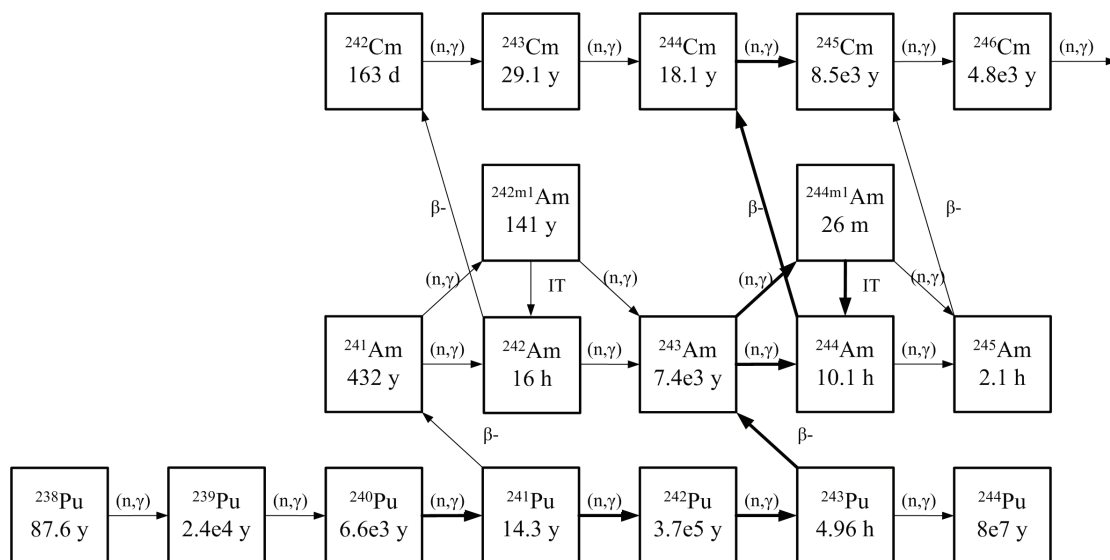 ²⁴²Cm (n,γ) ²⁴³Cm (n,γ) ²⁴⁴Cm (n,γ) ²⁴⁵Cm (n,γ) ²⁴⁶Cm (n,γ)
163 d 29.1 y 18.1 y 8.5e3 y 4.8e3 y
²⁴²ᵐ¹Am ²⁴⁴ᵐ¹Am
141 y 26 m
β- β- β-
(n,γ) IT (n,γ) (n,γ) IT (n,γ)
²⁴¹Am (n,γ) ²⁴²Am (n,γ) ²⁴³Am (n,γ) ²⁴⁴Am (n,γ) ²⁴⁵Am
432 y 16 h 7.4e3 y 10.1 h 2.1 h
β- β-
²³⁸Pu (n,γ) ²³⁹Pu (n,γ) ²⁴⁰Pu (n,γ) ²⁴¹Pu (n,γ) ²⁴²Pu (n,γ) ²⁴³Pu (n,γ) ²⁴⁴Pu
87.6 y 2.4e4 y 6.6e3 y 14.3 y 3.7e5 y 4.96 h 8e7 y